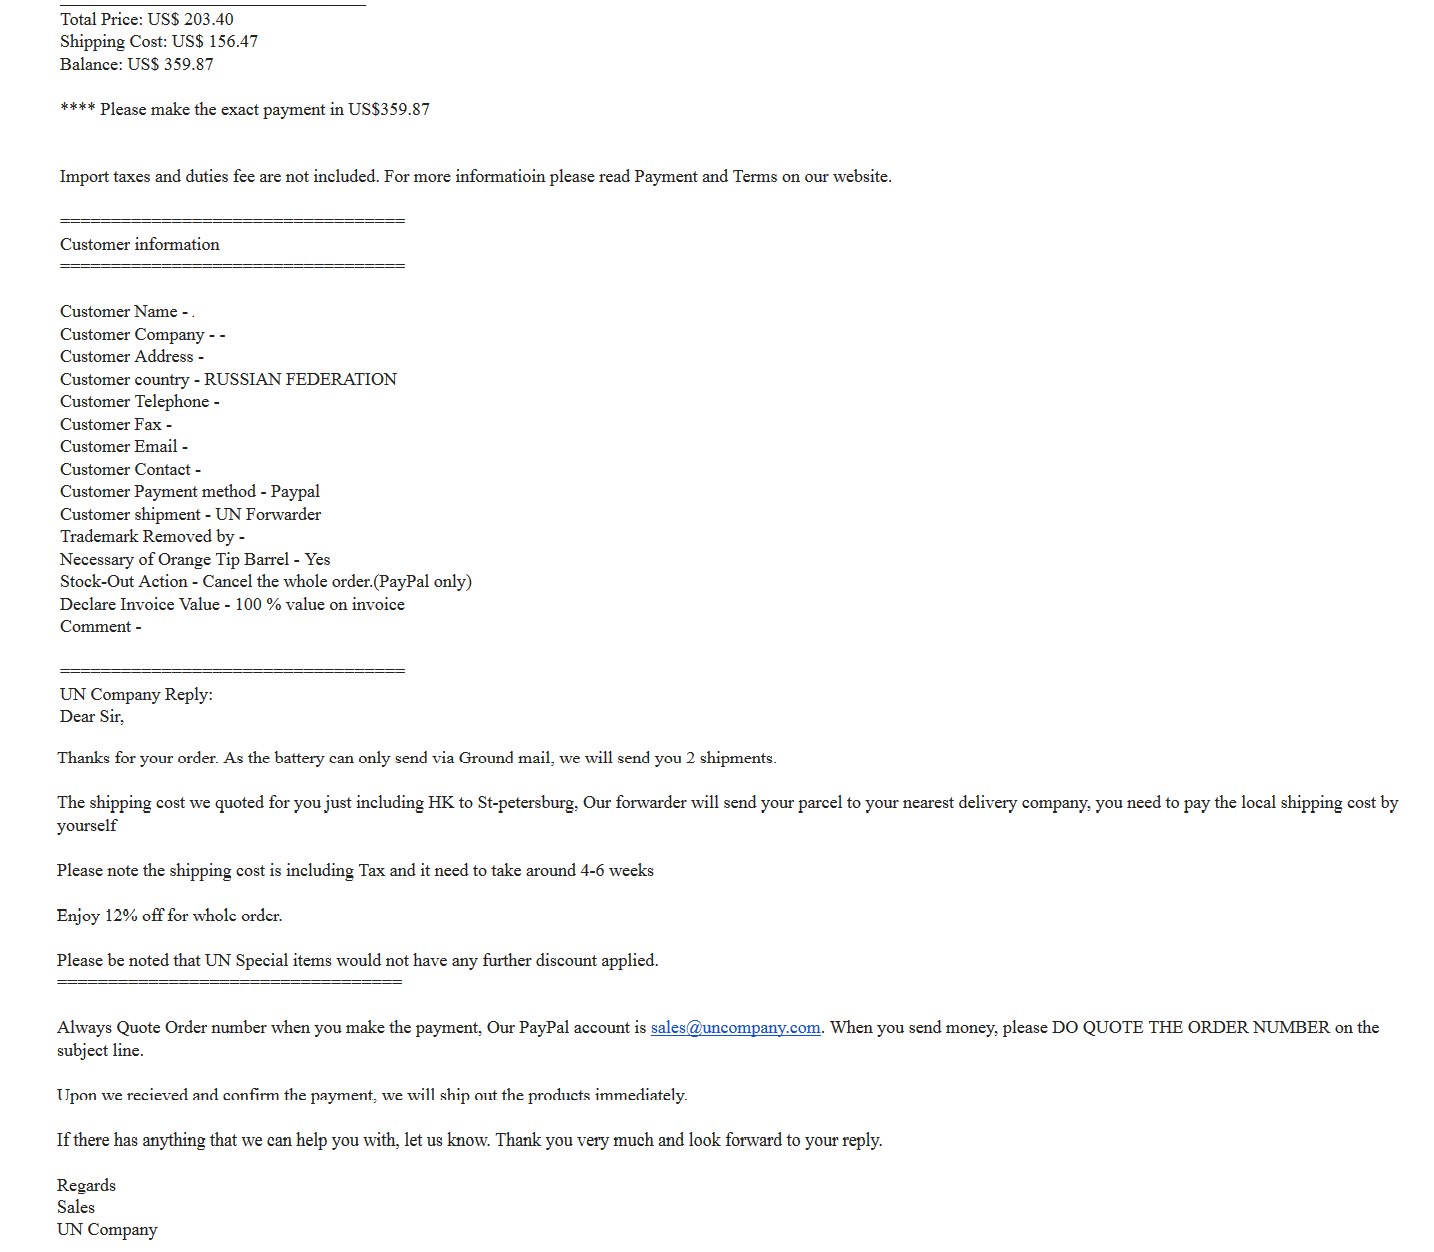 Total Price: US$ 203.40
Shipping Cost: US$ 156.47
Balance: US$ 359.87
**** Please make the exact payment in US$359.87
Import taxes and duties fee are not included. For more informatioin please read Payment and Terms on our website.
==================================
Customer information
==================================
Customer Name - .
Customer Company - -
Customer Address -
Customer country - RUSSIAN FEDERATION
Customer Telephone -
Customer Fax -
Customer Email -
Customer Contact -
Customer Payment method - Paypal
Customer shipment - UN Forwarder
Trademark Removed by -
Necessary of Orange Tip Barrel - Yes
Stock-Out Action - Cancel the whole order.(PayPal only)
Declare Invoice Value - 100 % value on invoice
Comment -
==================================
UN Company Reply:
Dear Sir,
Thanks for your order. As the battery can only send via Ground mail, we will send you 2 shipments.
The shipping cost we quoted for you just including HK to St-petersburg, Our forwarder will send your parcel to your nearest delivery company, you need to pay the local shipping cost by
yourself
Please note the shipping cost is including Tax and it need to take around 4-6 weeks
Enjoy 12% off for whole order.
Please be noted that UN Special items would not have any further discount applied.
==================================
Always Quote Order number when you make the payment, Our PayPal account is sales@uncompany.com. When you send money, please DO QUOTE THE ORDER NUMBER on the
subject line.
Upon we recieved and confirm the payment, we will ship out the products immediately.
If there has anything that we can help you with, let us know. Thank you very much and look forward to your reply.
Regards
Sales
UN Company